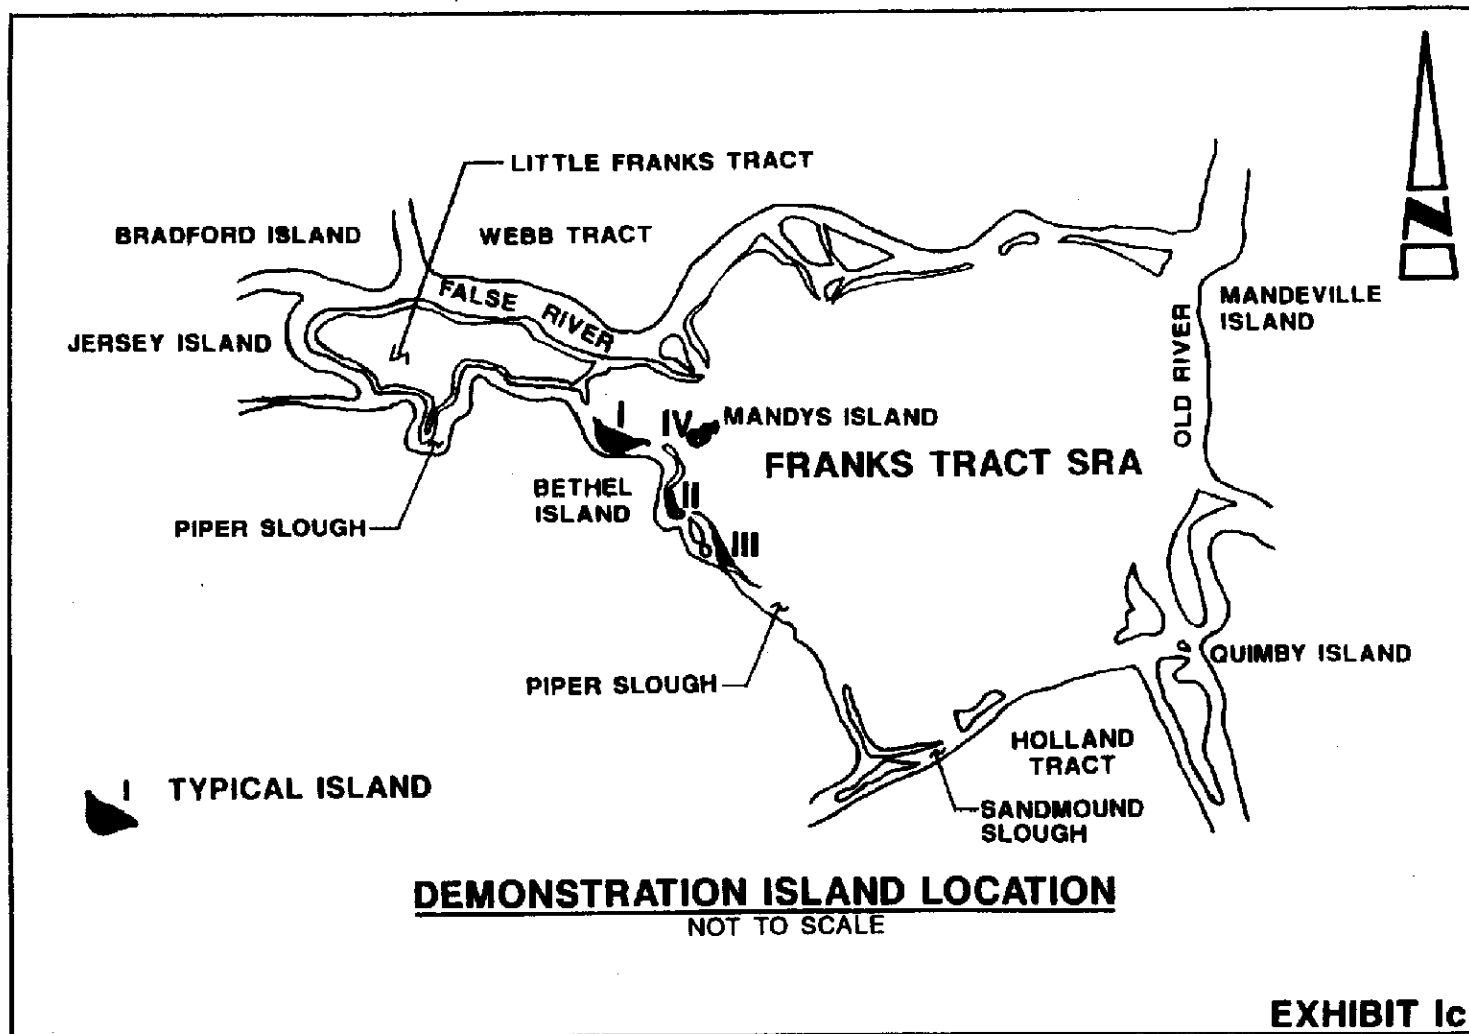 N
LITTLE FRANKS TRACT
BRADFORD ISLAND
WEBB TRACT
FALSE RIVER
JERSEY ISLAND
MANDEVILLE
ISLAND
OLD RIVER
I
IV
MANDYS ISLAND
FRANKS TRACT SRA
BETHEL
ISLAND
II
PIPER SLOUGH
III
QUIMBY ISLAND
PIPER SLOUGH
HOLLAND
TRACT
I
TYPICAL ISLAND
SANDMOUND
SLOUGH
DEMONSTRATION ISLAND LOCATION
NOT TO SCALE
EXHIBIT Ic